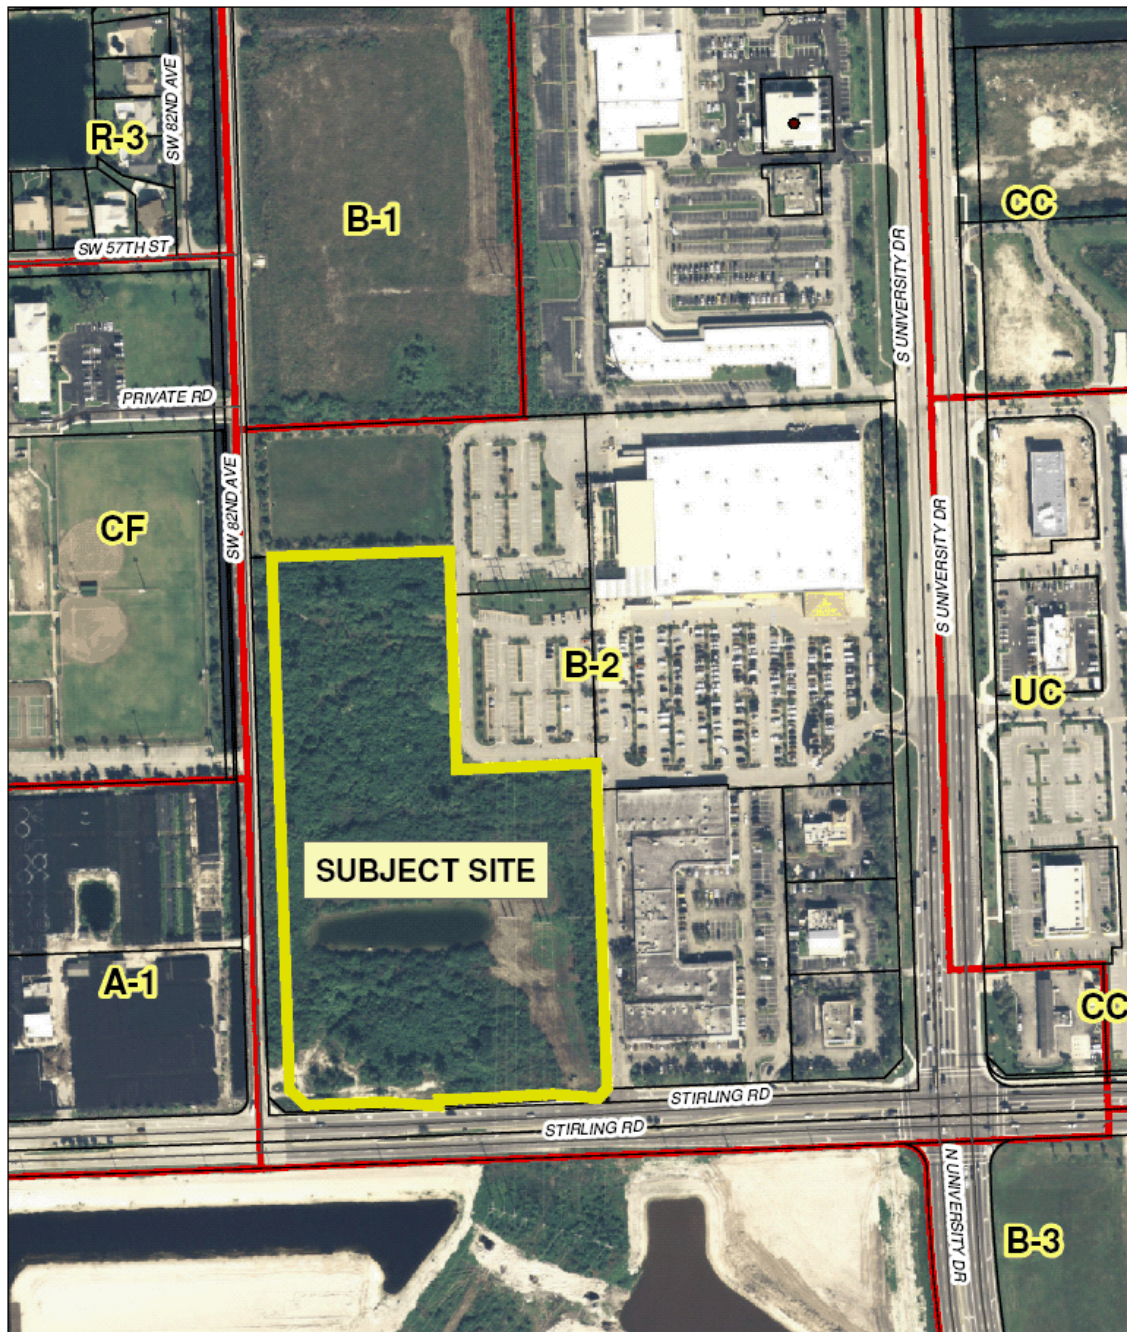 SW 82ND AVE
R-3
B-1
CC
SW 57TH ST
S UNIVERSITY DR
PRIVATE RD
SW 82ND AVE
CF
S UNIVERSITY DR
B-2
UC
SUBJECT SITE
A-1
CC
STIRLING RD
STIRLING RD
N UNIVERSITY DR
B-3